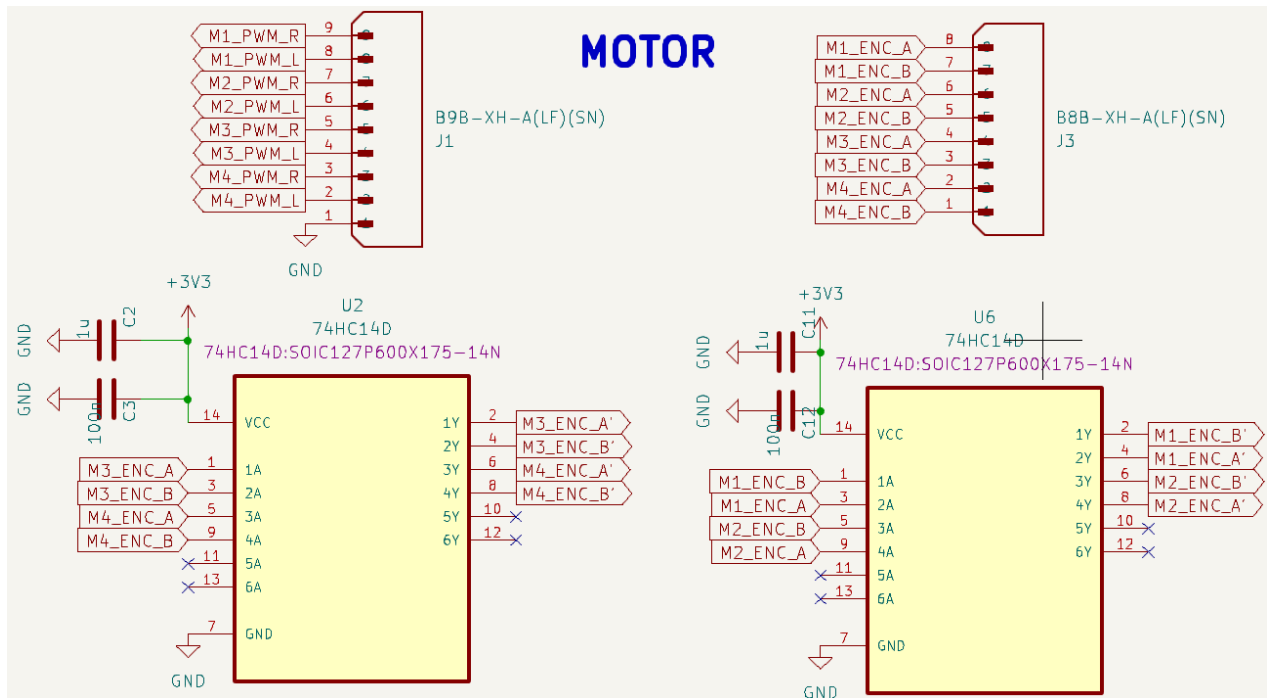 MOTOR
M1_PWM_R 9
M1_PWM_L 8
M2_PWM_R 7
M2_PWM_L 6
M3_PWM_R 5
M3_PWM_L 4
M4_PWM_R 3
M4_PWM_L 2
1
GND
B9B-XH-A(LF)(SN)
J1
M1_ENC_A 8
M1_ENC_B 7
M2_ENC_A 6
M2_ENC_B 5
M3_ENC_A 4
M3_ENC_B 3
M4_ENC_A 2
M4_ENC_B 1
B8B-XH-A(LF)(SN)
J3
+3V3
GND 1u C2
GND 100n C3
U2
74HC14D
74HC14D:SOIC127P600X175-14N
14 VCC
M3_ENC_A 1 1A
M3_ENC_B 3 2A
M4_ENC_A 5 3A
M4_ENC_B 9 4A
11 5A
13 6A
7 GND
GND
1Y 2 M3_ENC_A'
2Y 4 M3_ENC_B'
3Y 6 M4_ENC_A'
4Y 8 M4_ENC_B'
5Y 10
6Y 12
+3V3
GND 1u C11
GND 100n C12
U6
74HC14D
74HC14D:SOIC127P600X175-14N
14 VCC
M1_ENC_B 1 1A
M1_ENC_A 3 2A
M2_ENC_B 5 3A
M2_ENC_A 9 4A
11 5A
13 6A
7 GND
GND
1Y 2 M1_ENC_B'
2Y 4 M1_ENC_A'
3Y 6 M2_ENC_B'
4Y 8 M2_ENC_A'
5Y 10
6Y 12